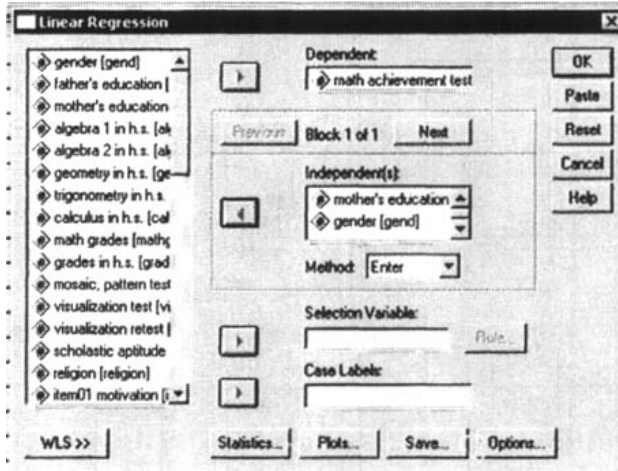 Linear Regression
gender [gend]
father's education [
mother's education
algebra 1 in h.s. [al
algebra 2 in h.s. [al
geometry in h.s. [ge
trigonometry in h.s.
calculus in h.s. [cal
math grades [mathg
grades in h.s. [grad
mosaic, pattern test
visualization test [vi
visualization retest [
scholastic aptitude
religion [religion]
item01 motivation [i
WLS >>
Dependent:
math achievement test
Previous Block 1 of 1 Next
Independent(s):
mother's education
gender [gend]
Method: Enter
Selection Variable:
Rule...
Case Labels:
Statistics... Plots... Save... Options...
OK
Paste
Reset
Cancel
Help